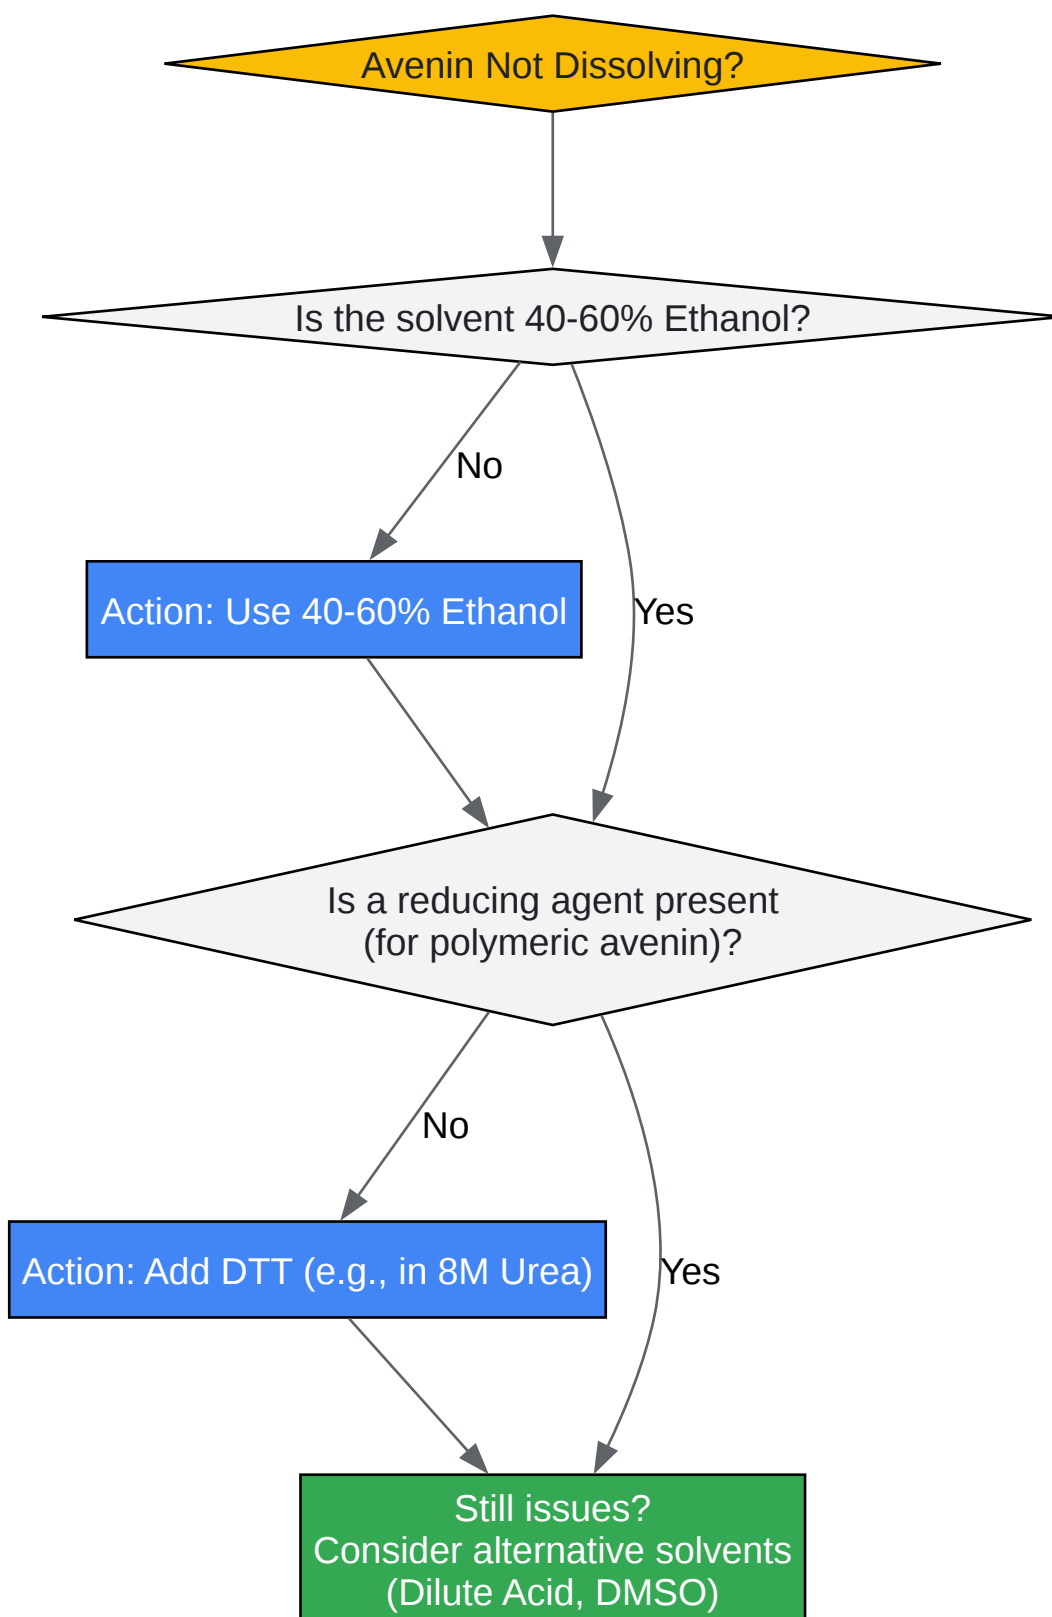 Avenin Not Dissolving?
Is the solvent 40-60% Ethanol?
No
Action: Use 40-60% Ethanol
Yes
Is a reducing agent present
(for polymeric avenin)?
No
Action: Add DTT (e.g., in 8M Urea)
Yes
Still issues?
Consider alternative solvents
(Dilute Acid, DMSO)